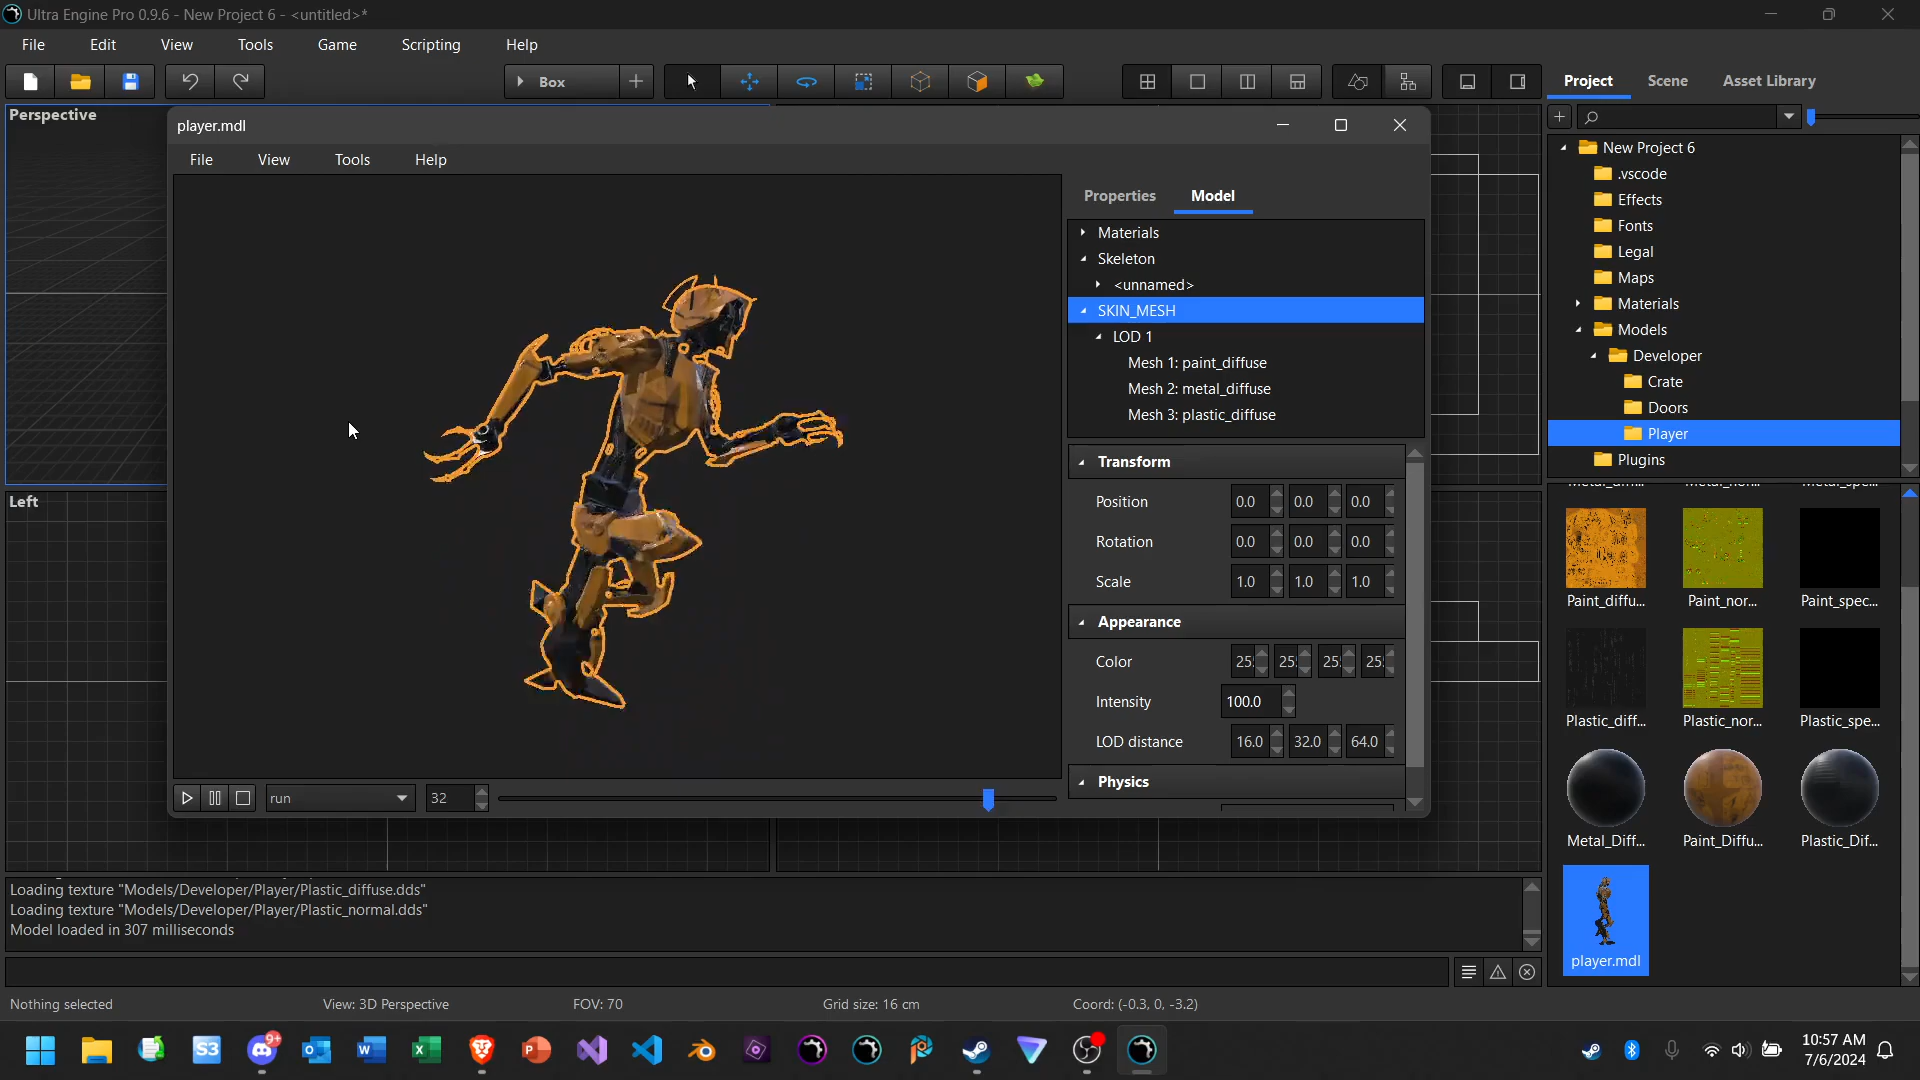 Ultra Engine Pro 0.9.6 - New Project 6 - <untitled>*
File Edit View Tools Game Scripting Help
Box
Project Scene Asset Library
Perspective
player.mdl
File View Tools Help
Properties Model
Materials
Skeleton
<unnamed>
SKIN_MESH
LOD 1
Mesh 1: paint_diffuse
Mesh 2: metal_diffuse
Mesh 3: plastic_diffuse
Transform
Position 0.0 0.0 0.0
Rotation 0.0 0.0 0.0
Scale 1.0 1.0 1.0
Appearance
Color 25 25 25 25
Intensity 100.0
LOD distance 16.0 32.0 64.0
Physics
run 32
Left
New Project 6
.vscode
Effects
Fonts
Legal
Maps
Materials
Models
Developer
Crate
Doors
Player
Plugins
Paint_diffu... Paint_nor... Paint_spec...
Plastic_diff... Plastic_nor... Plastic_spe...
Metal_Diff... Paint_Diffu... Plastic_Dif...
player.mdl
Loading texture "Models/Developer/Player/Plastic_diffuse.dds"
Loading texture "Models/Developer/Player/Plastic_normal.dds"
Model loaded in 307 milliseconds
Nothing selected View: 3D Perspective FOV: 70 Grid size: 16 cm Coord: (-0.3, 0, -3.2)
S3 9+
10:57 AM
7/6/2024